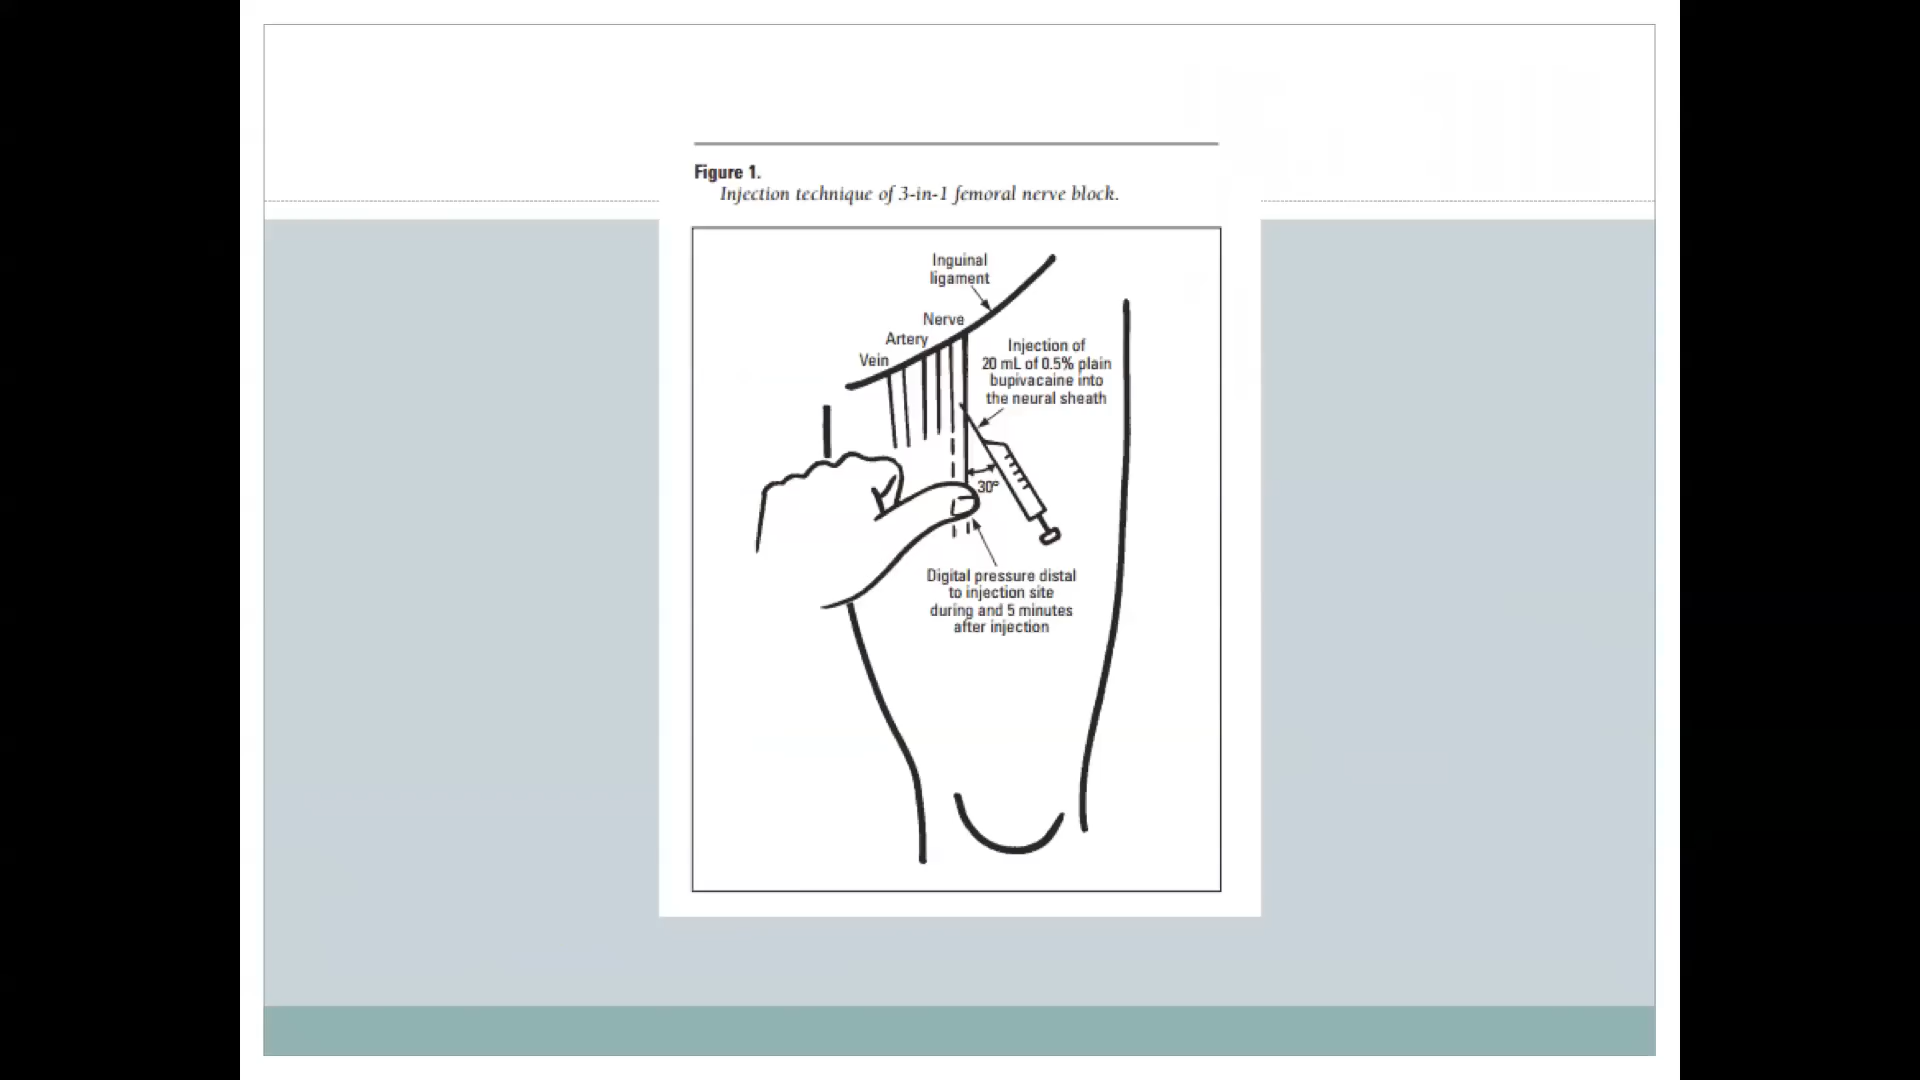 Figure 1.
Injection technique of 3-in-1 femoral nerve block.
Inguinal
ligament
Nerve
Artery
Vein
Injection of
20 mL of 0.5% plain
bupivacaine into
the neural sheath
30°
Digital pressure distal
to injection site
during and 5 minutes
after injection